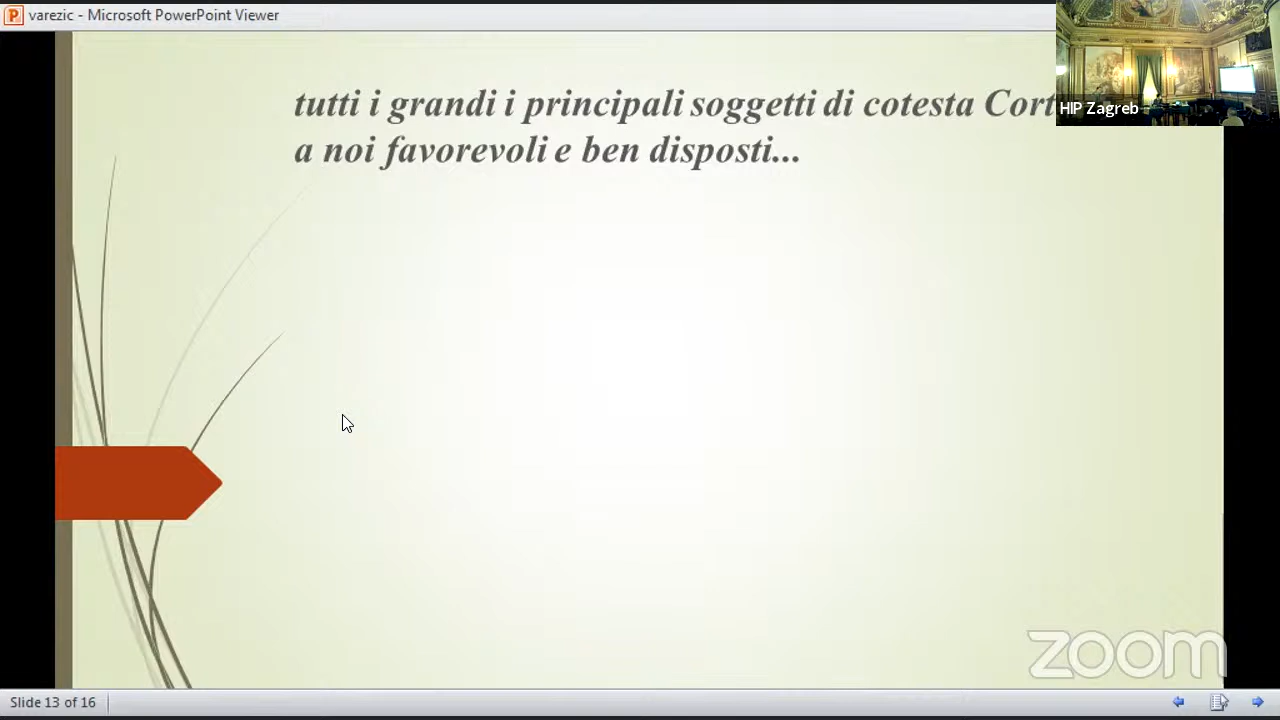 varezic - Microsoft PowerPoint Viewer
HIP Zagreb
tutti i grandi i principali soggetti di cotesta
a noi favorevoli e ben disposti...
zoom
Slide 13 of 16